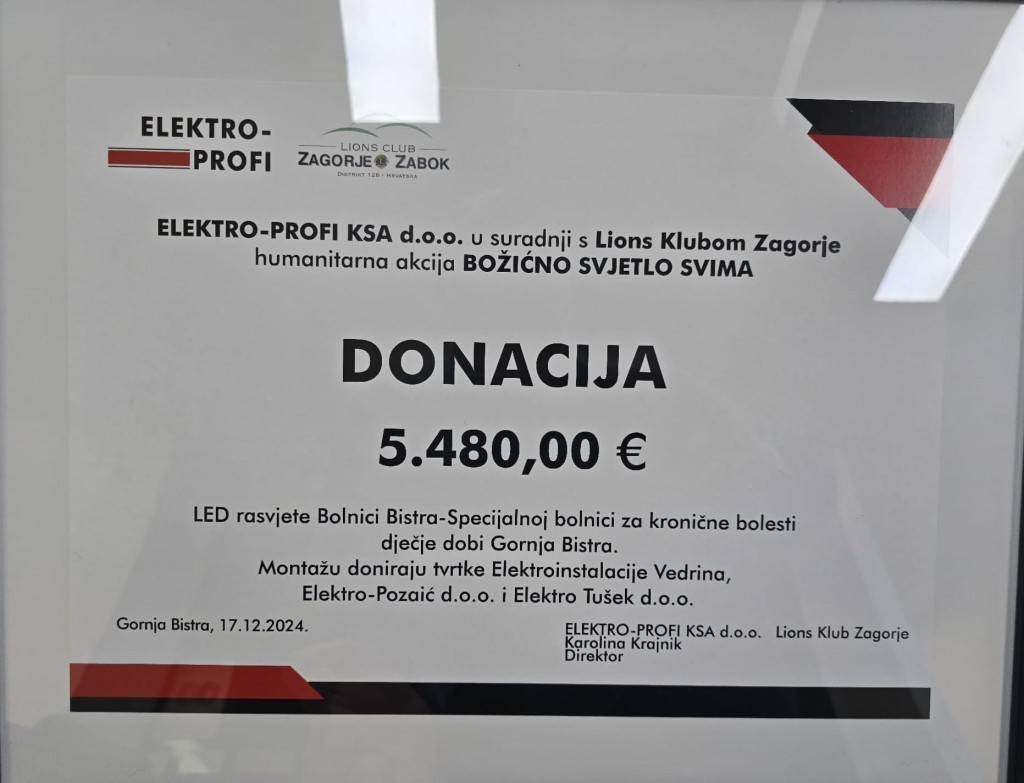 ELEKTRO-
PROFI
LIONS CLUB
ZAGORJE ZABOK
DISTRIKT 126 - HRVATSKA
ELEKTRO-PROFI KSA d.o.o. u suradnji s Lions Klubom Zagorje
humanitarna akcija BOŽIĆNO SVJETLO SVIMA
DONACIJA
5.480,00 €
LED rasvjete Bolnici Bistra-Specijalnoj bolnici za kronične bolesti
dječje dobi Gornja Bistra.
Montažu doniraju tvrtke Elektroinstalacije Vedrina,
Elektro-Pozaić d.o.o. i Elektro Tušek d.o.o.
Gornja Bistra, 17.12.2024.
ELEKTRO-PROFI KSA d.o.o. Lions Klub Zagorje
Karolina Krajnik
Direktor